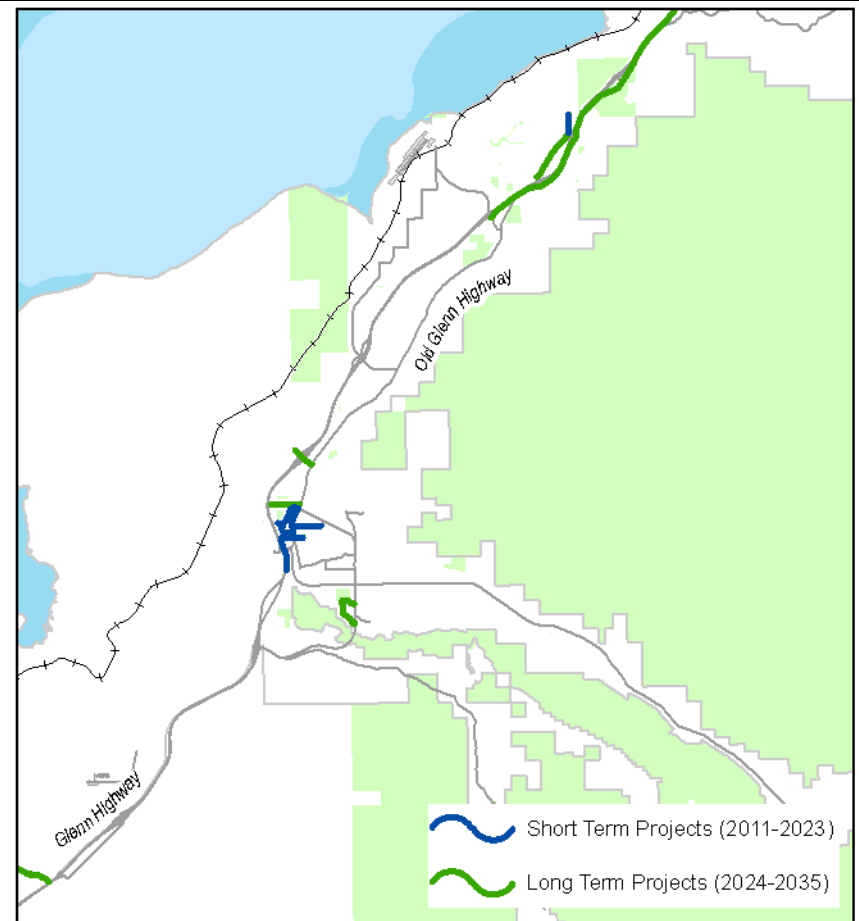 Old Glenn Highway
Glenn Highway
Short Term Projects (2011-2023)
Long Term Projects (2024-2035)